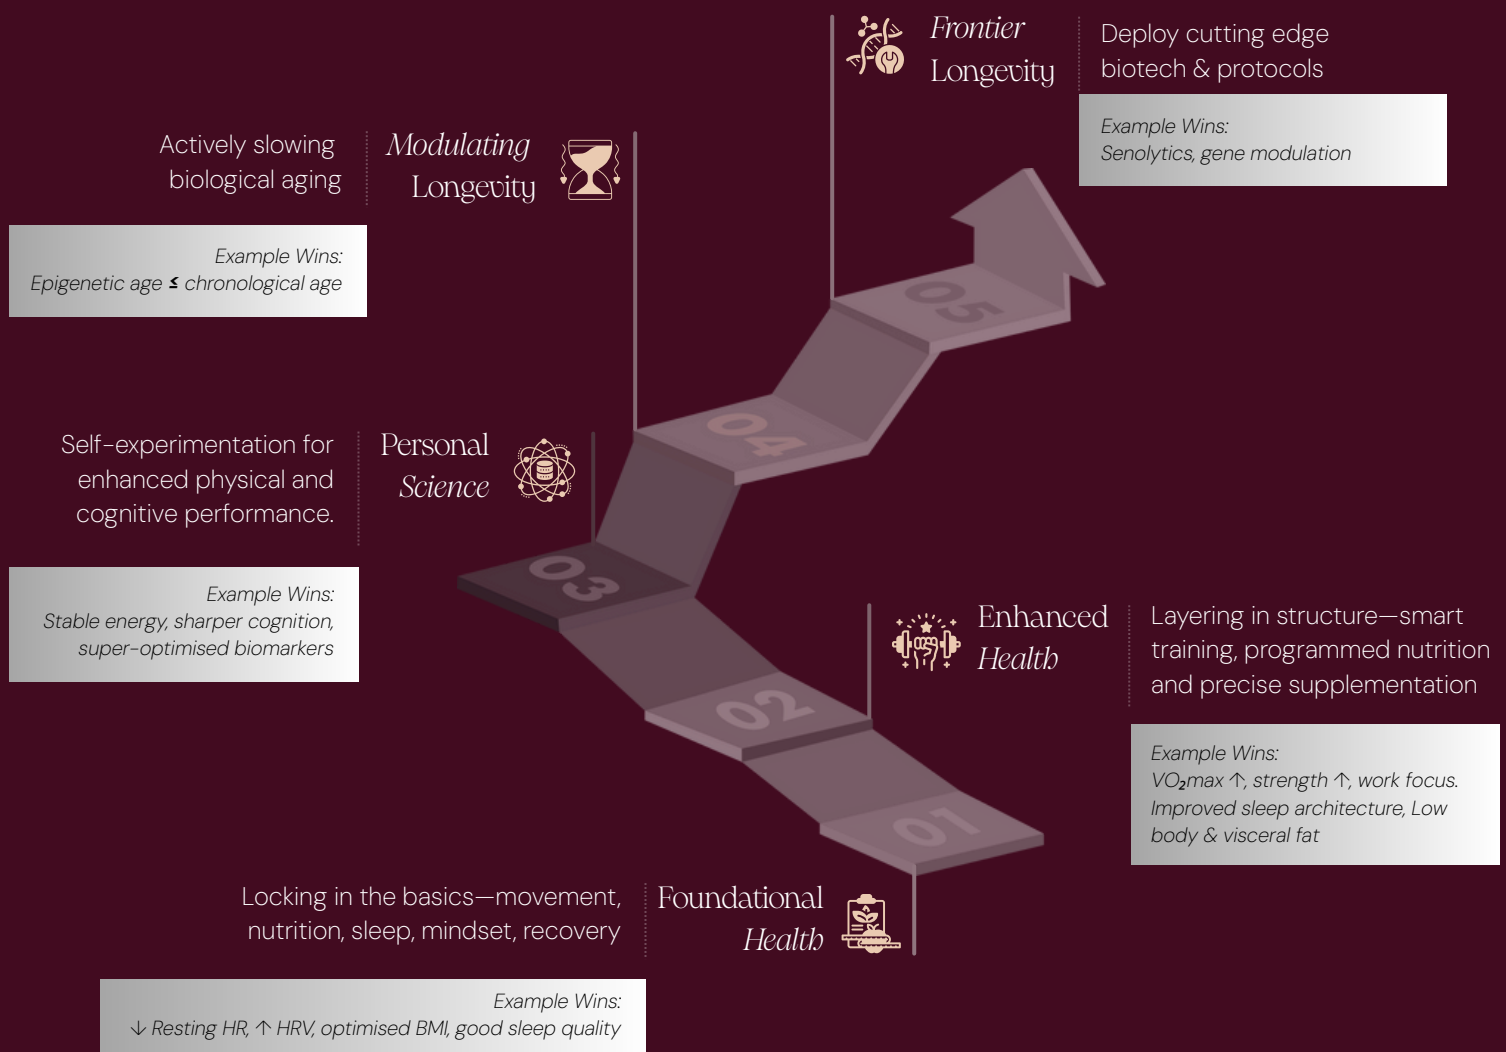 Frontier
Longevity
Deploy cutting edge
biotech & protocols
Example Wins:
Senolytics, gene modulation
05
Actively slowing
biological aging
Modulating
Longevity
Example Wins:
Epigenetic age ≤ chronological age
04
Self-experimentation for
enhanced physical and
cognitive performance.
Personal
Science
Example Wins:
Stable energy, sharper cognition,
super-optimised biomarkers
03
Enhanced
Health
Layering in structure—smart
training, programmed nutrition
and precise supplementation
Example Wins:
VO₂max ↑, strength ↑, work focus.
Improved sleep architecture, Low
body & visceral fat
02
01
Locking in the basics—movement,
nutrition, sleep, mindset, recovery
Foundational
Health
Example Wins:
↓ Resting HR, ↑ HRV, optimised BMI, good sleep quality